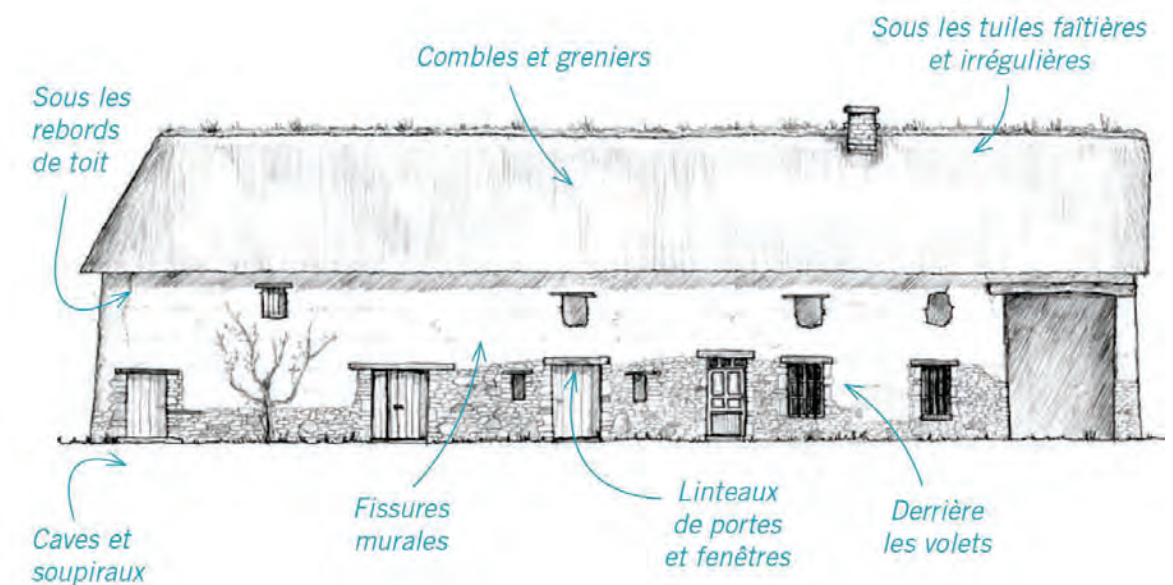 Sous les tuiles faîtières
et irrégulières
Combles et greniers
Sous les
rebords
de toit
Caves et
soupiraux
Fissures
murales
Linteaux
de portes
et fenêtres
Derrière
les volets